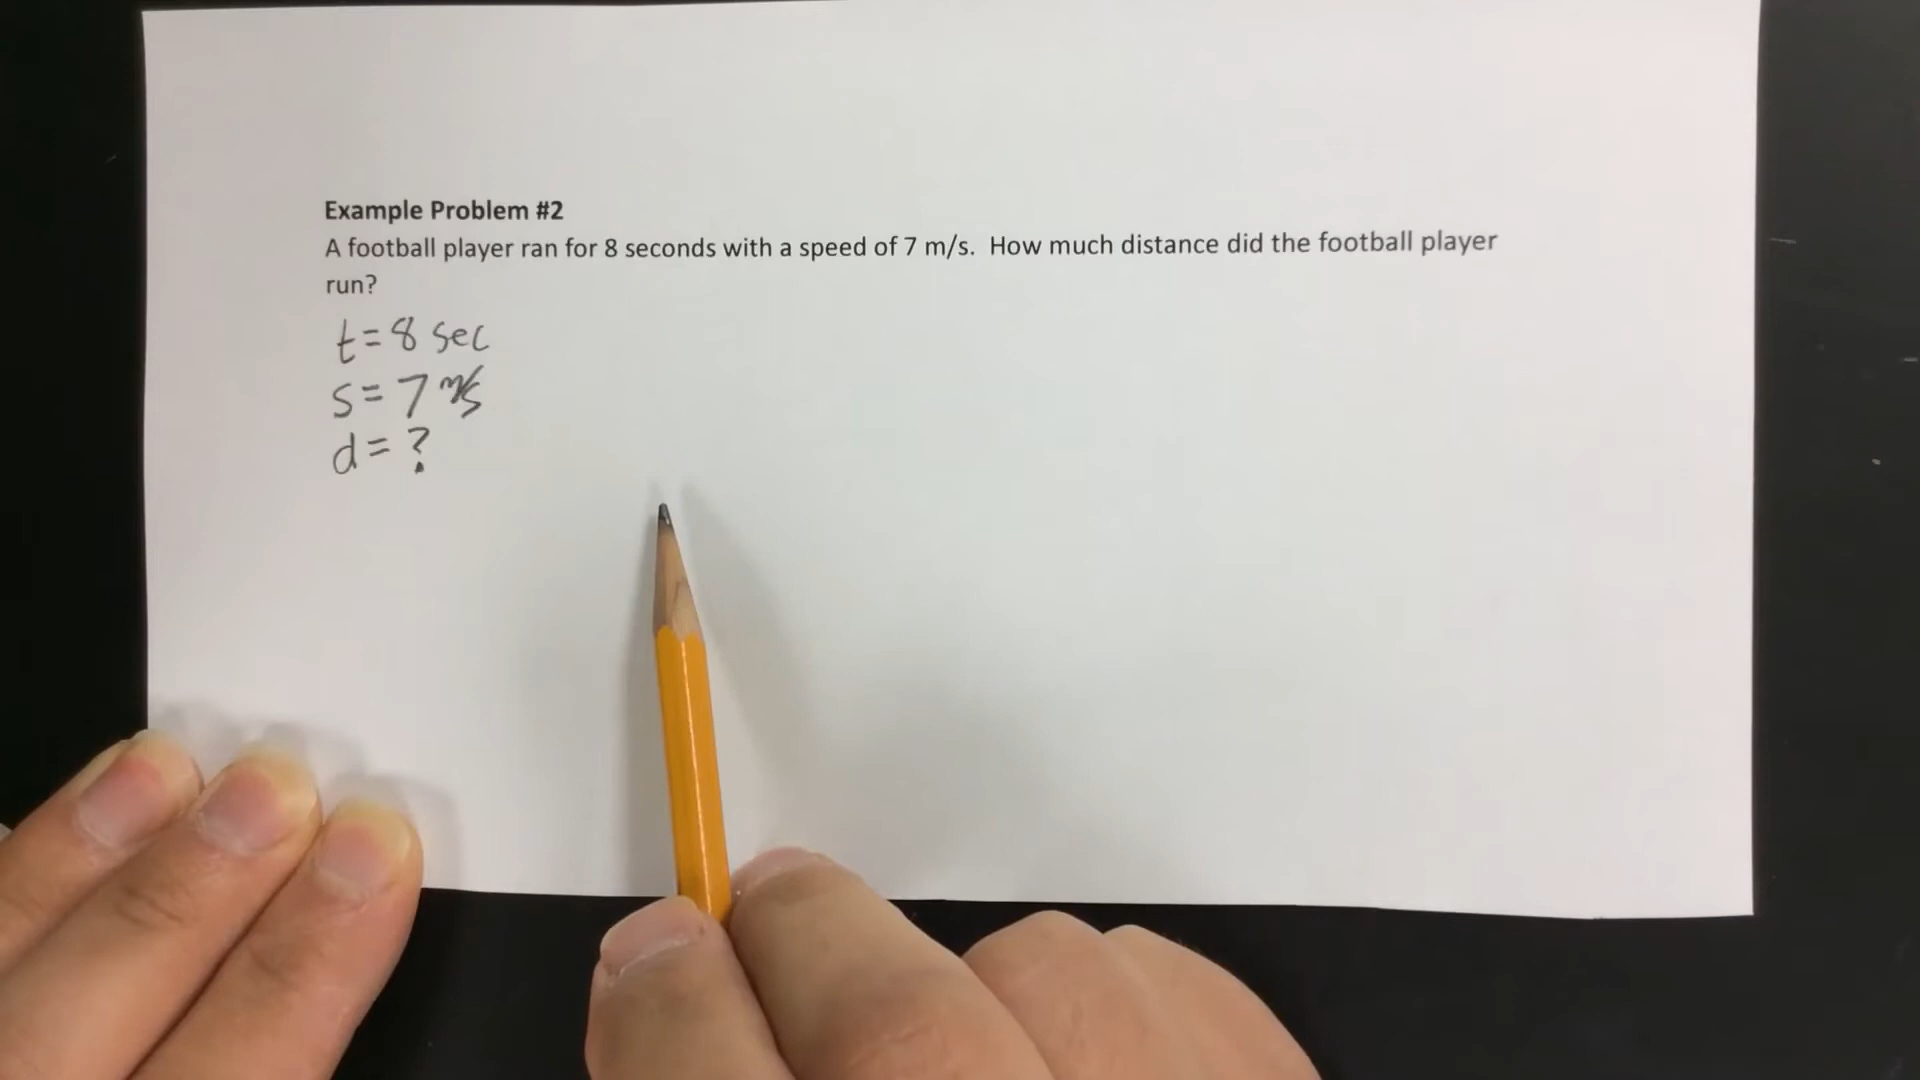 Example Problem #2
A football player ran for 8 seconds with a speed of 7 m/s. How much distance did the football player
run?
t=8 sec
s=7 m/s
d=?